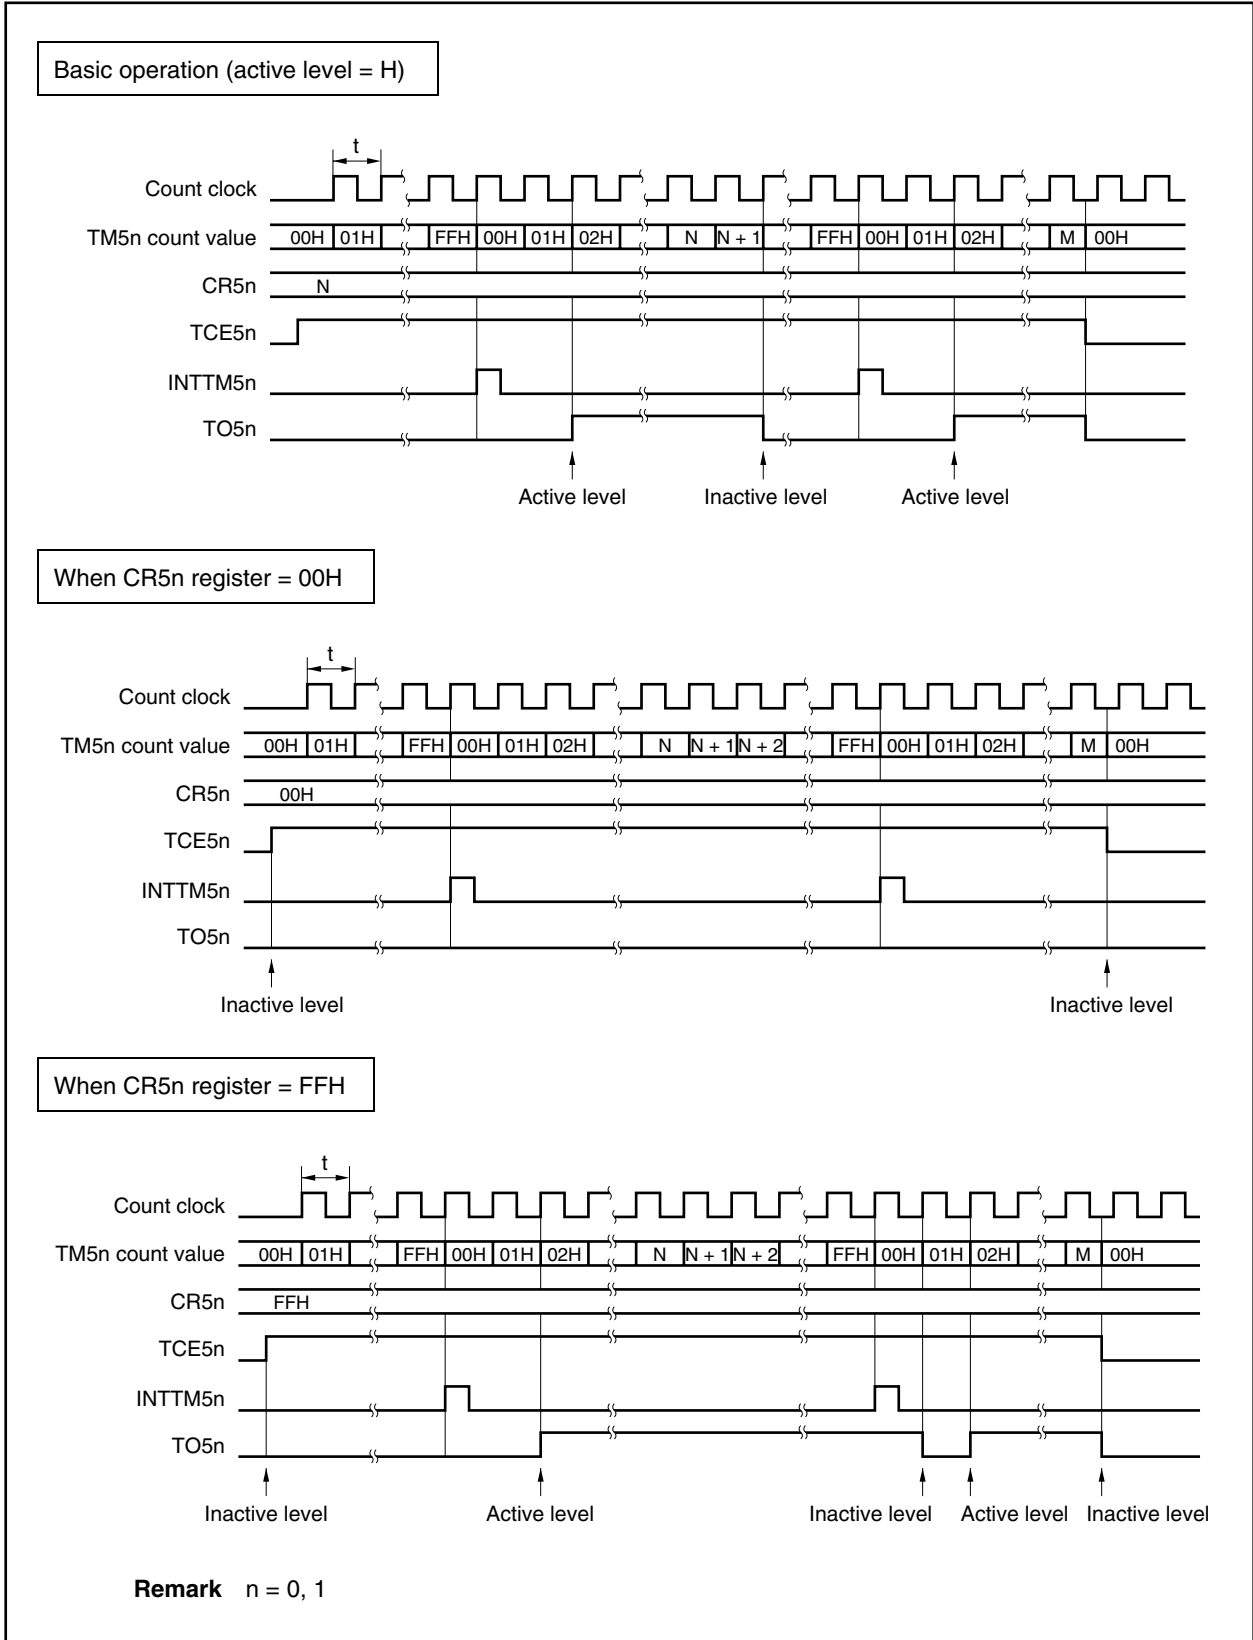 Basic operation (active level = H)
t
Count clock
TM5n count value 00H 01H FFH 00H 01H 02H N N + 1 FFH 00H 01H 02H M 00H
CR5n N
TCE5n
INTTM5n
TO5n
Active level Inactive level Active level
When CR5n register = 00H
t
Count clock
TM5n count value 00H 01H FFH 00H 01H 02H N N + 1 N + 2 FFH 00H 01H 02H M 00H
CR5n 00H
TCE5n
INTTM5n
TO5n
Inactive level Inactive level
When CR5n register = FFH
t
Count clock
TM5n count value 00H 01H FFH 00H 01H 02H N N + 1 N + 2 FFH 00H 01H 02H M 00H
CR5n FFH
TCE5n
INTTM5n
TO5n
Inactive level Active level Inactive level Active level Inactive level
Remark n = 0, 1